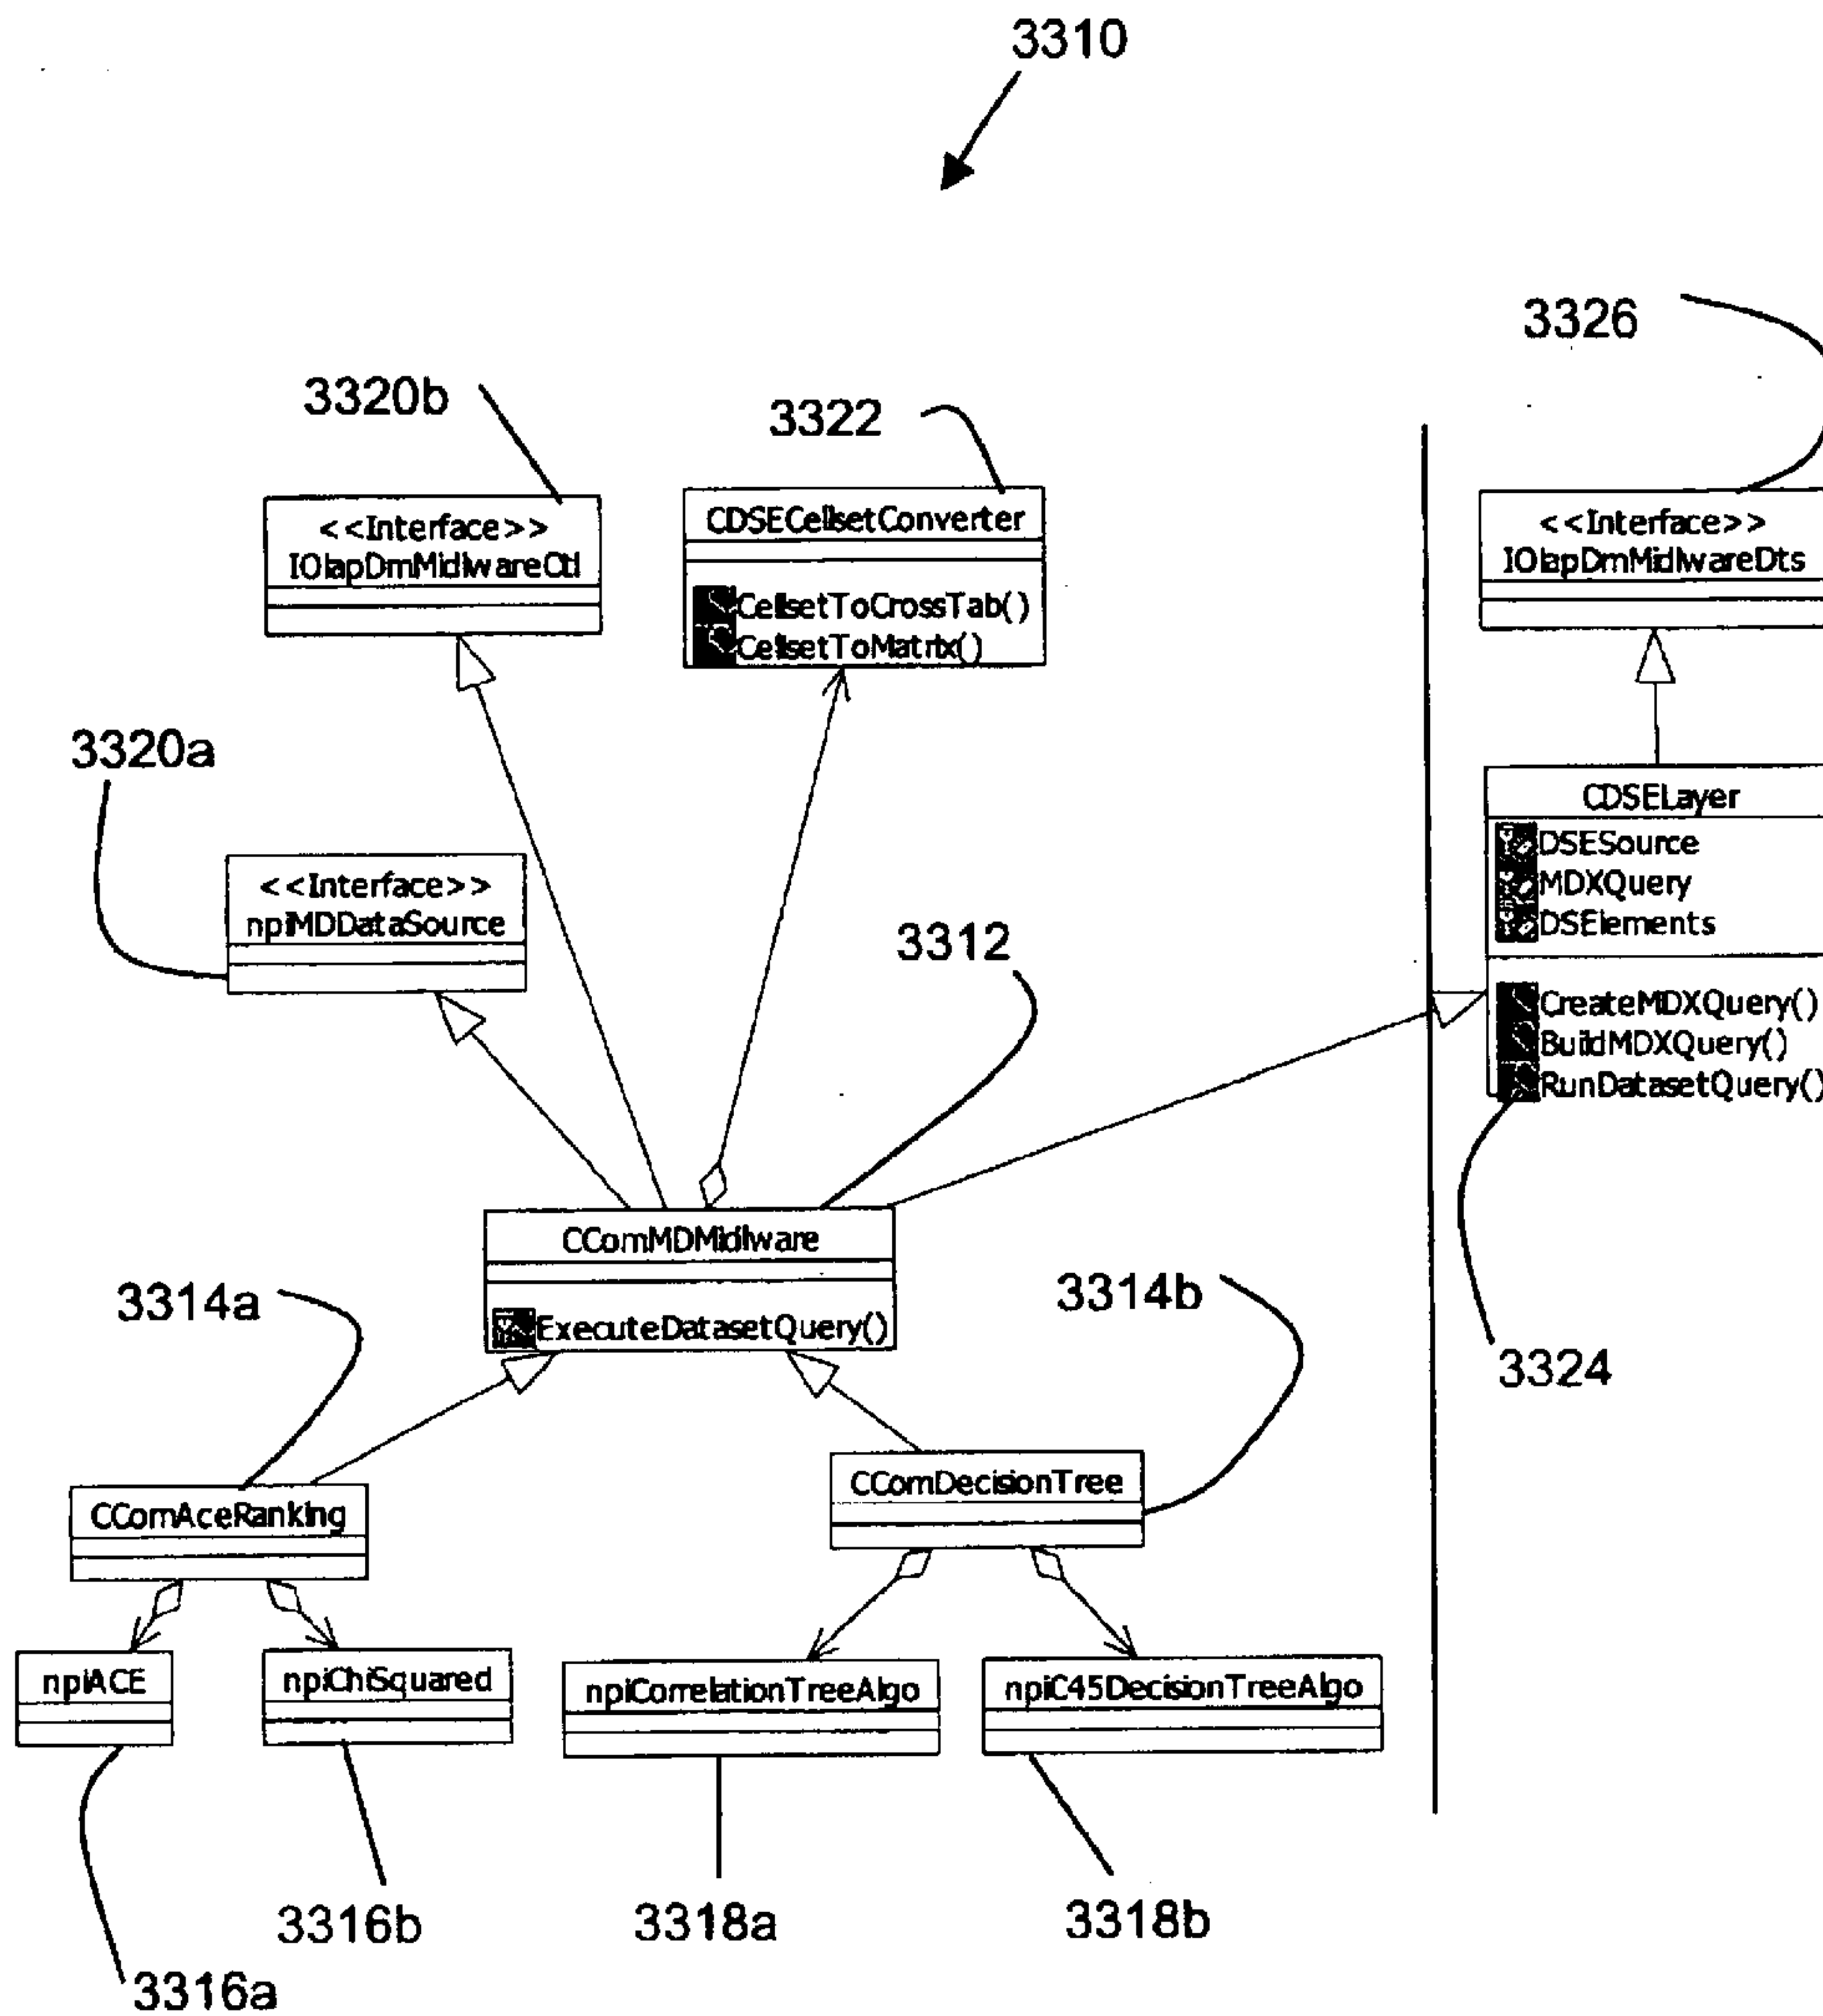 3310
3326
3320b
3322
<<Interface>>
IOlapDmMidlwareCtl
CDSECellsetConverter
CellsetToCrossTab()
CellsetToMatrix()
<<Interface>>
IOlapDmMidlwareDts
3320a
CDSELayer
DSESource
MDXQuery
DSElements
CreateMDXQuery()
BuildMDXQuery()
RunDatasetQuery()
<<Interface>>
npiMDDataSource
3312
CComMDMidlware
ExecuteDatasetQuery()
3314a
3314b
3324
CComAceRanking
CComDecisionTree
npiACE
npiChiSquared
npiCorrelationTreeAlgo
npiC45DecisionTreeAlgo
3316b
3318a
3318b
3316a